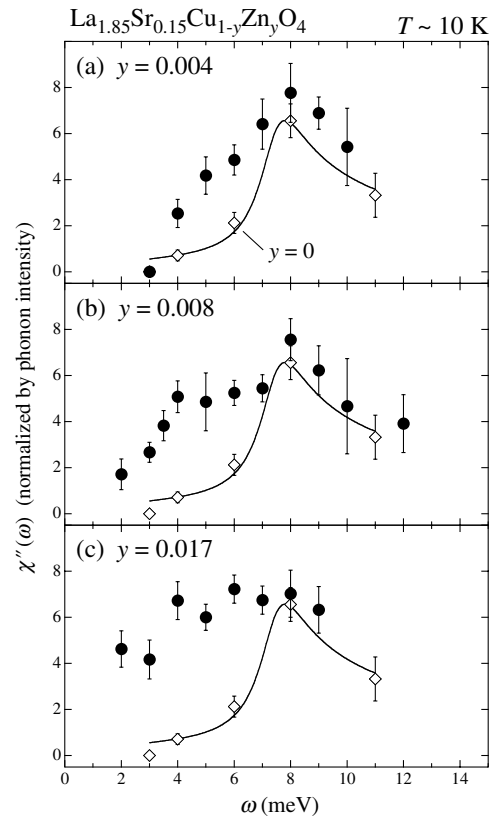 La₁.₈₅Sr₀.₁₅Cu₁₋yZnyO₄ T ~ 10 K
(a) y = 0.004
8
6
4
2
0
y = 0
(b) y = 0.008
8
6
4
2
0
(c) y = 0.017
8
6
4
2
0
χ″(ω) (normalized by phonon intensity)
0 2 4 6 8 10 12 14
ω (meV)